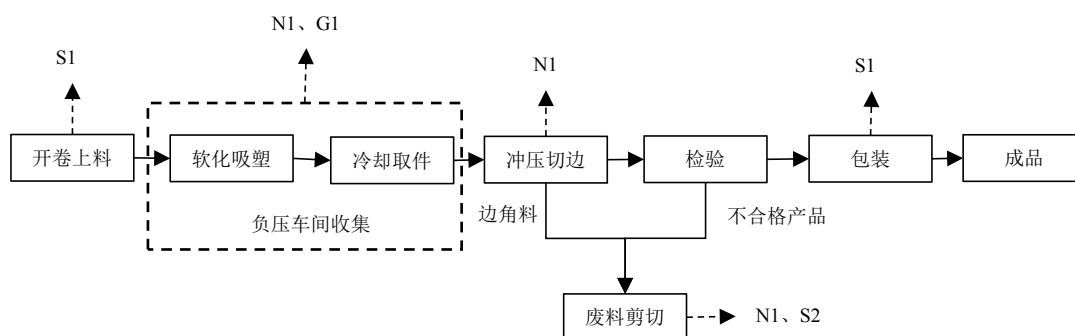 N1、G1
S1
N1
S1
开卷上料
软化吸塑
冷却取件
冲压切边
检验
包装
成品
负压车间收集
边角料
不合格产品
废料剪切
N1、S2